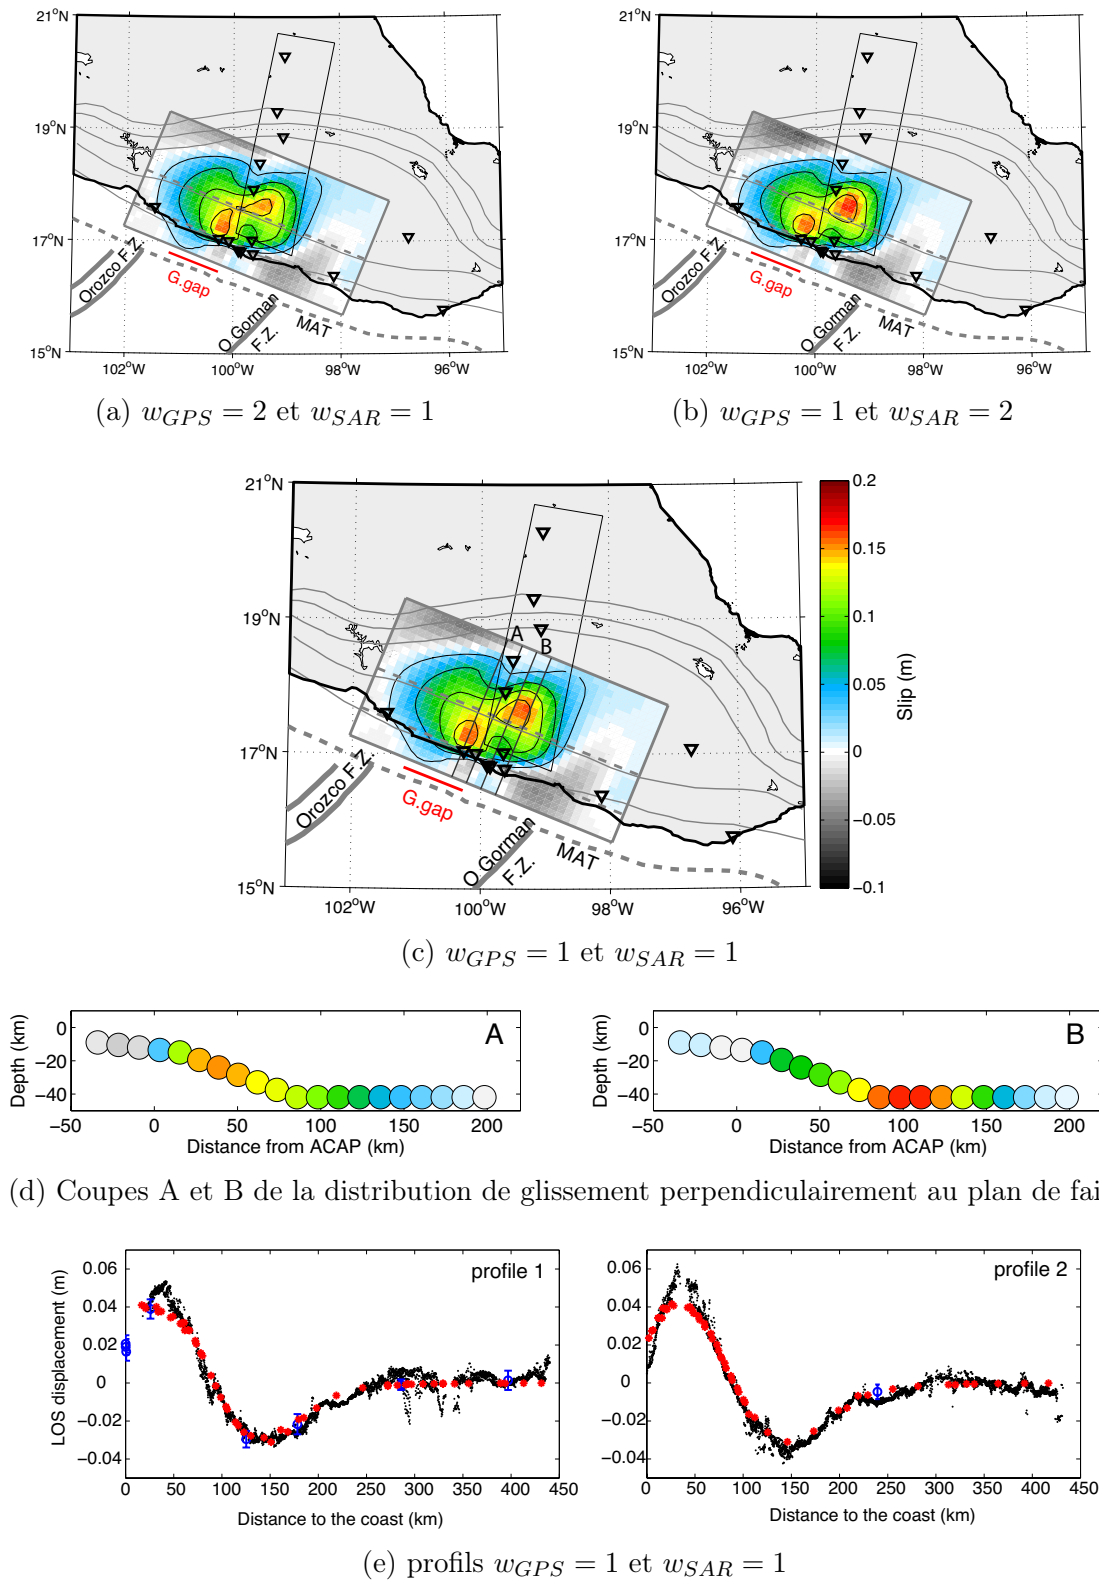 21°N
19°N
17°N
15°N
102°W
100°W
98°W
96°W
Orozco F.Z.
G.gap
O Gorman
F.Z.
MAT
(a) w_GPS = 2 et w_SAR = 1
21°N
19°N
17°N
15°N
102°W
100°W
98°W
96°W
Orozco F.Z.
G.gap
O Gorman
F.Z.
MAT
(b) w_GPS = 1 et w_SAR = 2
21°N
19°N
17°N
15°N
102°W
100°W
98°W
96°W
A
B
Orozco F.Z.
G.gap
O Gorman
F.Z.
MAT
0.2
0.15
0.1
0.05
0
−0.05
−0.1
Slip (m)
(c) w_GPS = 1 et w_SAR = 1
Depth (km)
0
−20
−40
A
−50
0
50
100
150
200
Distance from ACAP (km)
Depth (km)
0
−20
−40
B
−50
0
50
100
150
200
Distance from ACAP (km)
(d) Coupes A et B de la distribution de glissement perpendiculairement au plan de fai
LOS displacement (m)
0.06
0.04
0.02
0
−0.02
−0.04
profile 1
0 50 100 150 200 250 300 350 400 450
Distance to the coast (km)
0.06
0.04
0.02
0
−0.02
−0.04
profile 2
0 50 100 150 200 250 300 350 400 450
Distance to the coast (km)
(e) profils w_GPS = 1 et w_SAR = 1